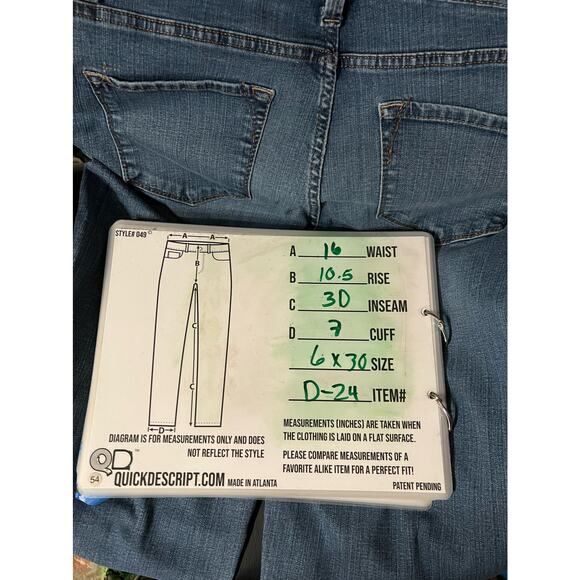 STYLE# 049 ©
A A
B
C
C
D
A 16 WAIST
B 10.5 RISE
C 30 INSEAM
D 7 CUFF
6 x 30 SIZE
D-24 ITEM#
DIAGRAM IS FOR MEASUREMENTS ONLY AND DOES
NOT REFLECT THE STYLE
MEASUREMENTS (INCHES) ARE TAKEN WHEN
THE CLOTHING IS LAID ON A FLAT SURFACE.
PLEASE COMPARE MEASUREMENTS OF A
FAVORITE ALIKE ITEM FOR A PERFECT FIT!
QD™
54
QUICKDESCRIPT.COM MADE IN ATLANTA
PATENT PENDING